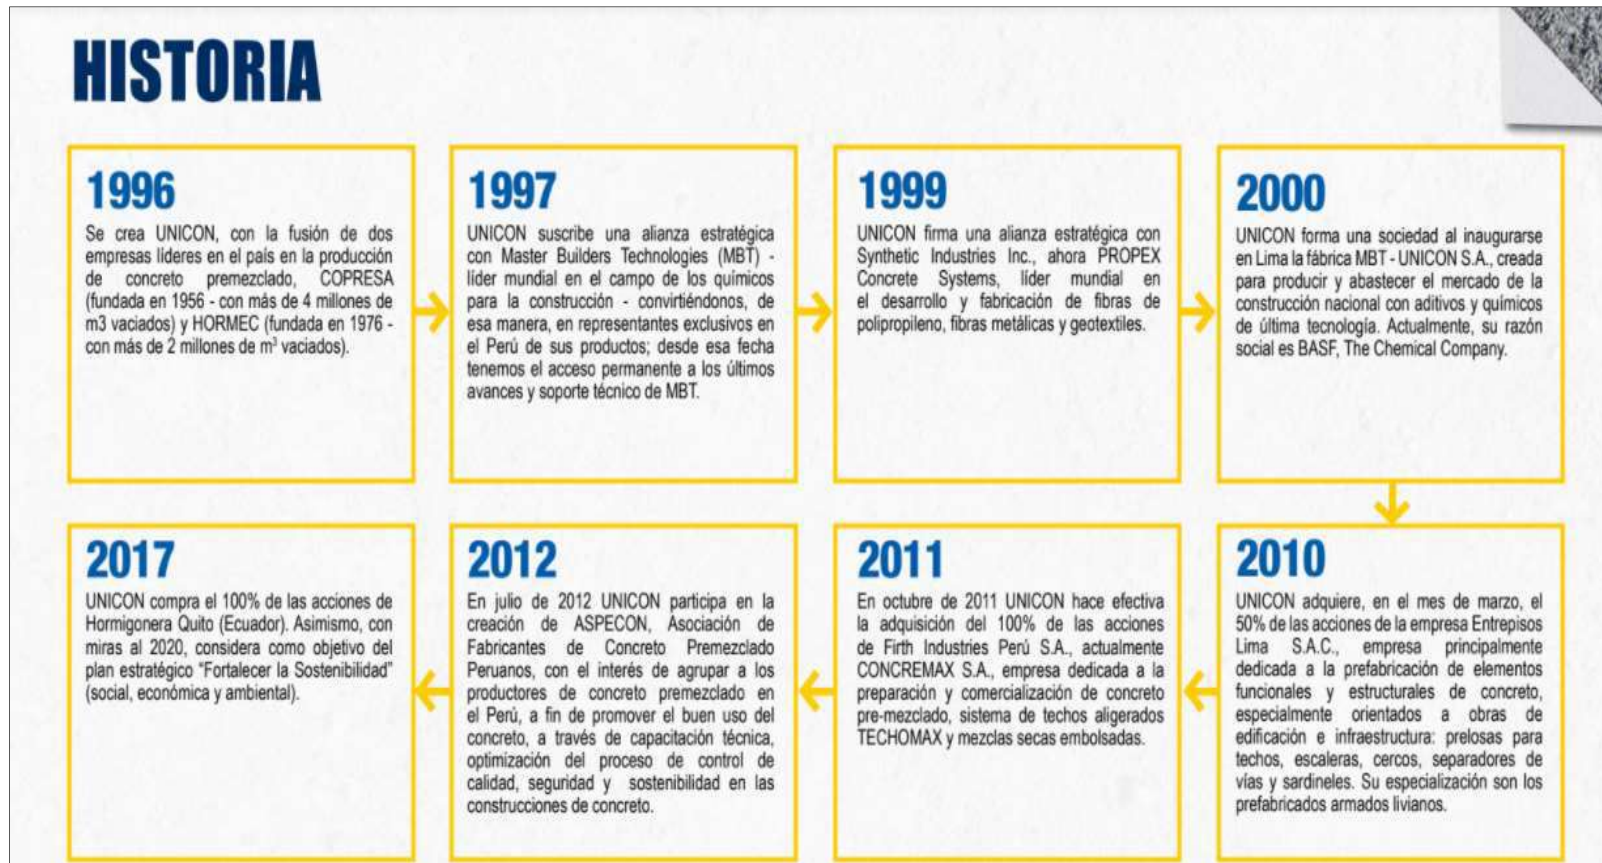 HISTORIA
1996
Se crea UNICON, con la fusión de dos
empresas líderes en el país en la producción
de concreto premezclado, COPRESA
(fundada en 1956 - con más de 4 millones de
m3 vaciados) y HORMEC (fundada en 1976 -
con más de 2 millones de m³ vaciados).
1997
UNICON suscribe una alianza estratégica
con Master Builders Technologies (MBT) -
líder mundial en el campo de los químicos
para la construcción - convirtiéndonos, de
esa manera, en representantes exclusivos en
el Perú de sus productos; desde esa fecha
tenemos el acceso permanente a los últimos
avances y soporte técnico de MBT.
1999
UNICON firma una alianza estratégica con
Synthetic Industries Inc., ahora PROPEX
Concrete Systems, líder mundial en
el desarrollo y fabricación de fibras de
polipropileno, fibras metálicas y geotextiles.
2000
UNICON forma una sociedad al inaugurarse
en Lima la fábrica MBT - UNICON S.A., creada
para producir y abastecer el mercado de la
construcción nacional con aditivos y químicos
de última tecnología. Actualmente, su razón
social es BASF, The Chemical Company.
2010
UNICON adquiere, en el mes de marzo, el
50% de las acciones de la empresa Entrepisos
Lima S.A.C., empresa principalmente
dedicada a la prefabricación de elementos
funcionales y estructurales de concreto,
especialmente orientados a obras de
edificación e infraestructura: prelosas para
techos, escaleras, cercos, separadores de
vías y sardineles. Su especialización son los
prefabricados armados livianos.
2011
En octubre de 2011 UNICON hace efectiva
la adquisición del 100% de las acciones
de Firth Industries Perú S.A., actualmente
CONCREMAX S.A., empresa dedicada a la
preparación y comercialización de concreto
pre-mezclado, sistema de techos aligerados
TECHOMAX y mezclas secas embolsadas.
2012
En julio de 2012 UNICON participa en la
creación de ASPECON, Asociación de
Fabricantes de Concreto Premezclado
Peruanos, con el interés de agrupar a los
productores de concreto premezclado en
el Perú, a fin de promover el buen uso del
concreto, a través de capacitación técnica,
optimización del proceso de control de
calidad, seguridad y sostenibilidad en las
construcciones de concreto.
2017
UNICON compra el 100% de las acciones de
Hormigonera Quito (Ecuador). Asimismo, con
miras al 2020, considera como objetivo del
plan estratégico “Fortalecer la Sostenibilidad”
(social, económica y ambiental).